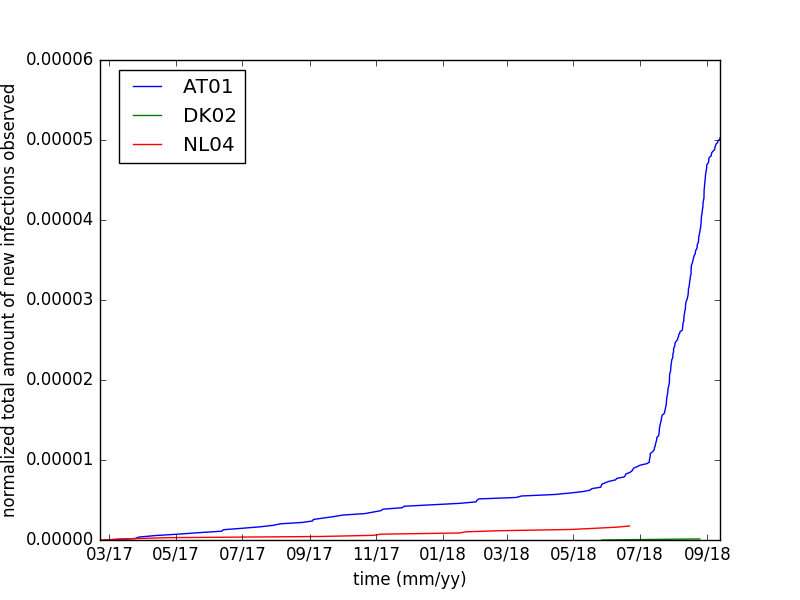 0.00006
0.00005
0.00004
0.00003
0.00002
0.00001
0.00000
normalized total amount of new infections observed
AT01
DK02
NL04
03/17 05/17 07/17 09/17 11/17 01/18 03/18 05/18 07/18 09/18
time (mm/yy)